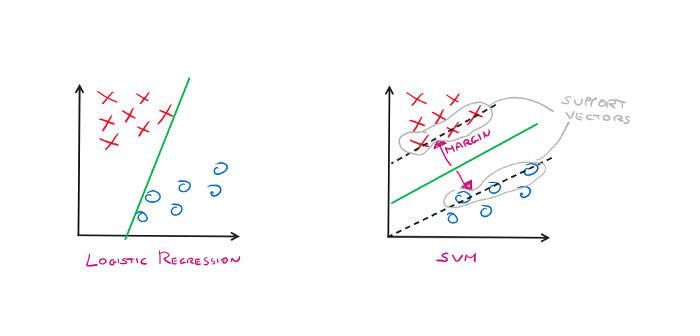 SUPPORT
VECTORS
MARGIN
LOGISTIC REGRESSION
SVM